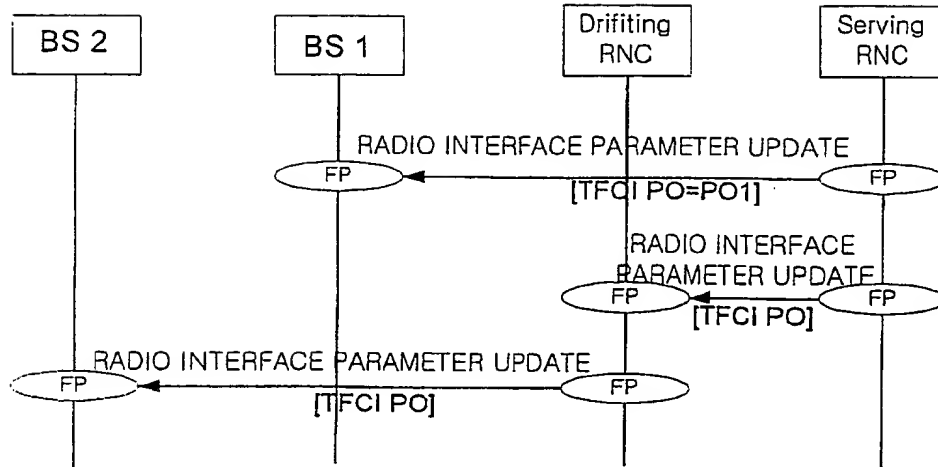 BS 2
BS 1
Drifiting
RNC
Serving
RNC
RADIO INTERFACE PARAMETER UPDATE
FP
FP
[TFCI PO=PO1]
RADIO INTERFACE
PARAMETER UPDATE
FP
FP
[TFCI PO]
RADIO INTERFACE PARAMETER UPDATE
FP
FP
[TFCI PO]